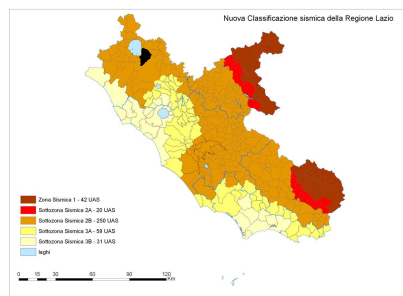 Nuova Classificazione sismica della Regione Lazio
Zona Sismica 1 - 42 UAS
Sottozona Sismica 2A - 20 UAS
Sottozona Sismica 2B - 250 UAS
Sottozona Sismica 3A - 59 UAS
Sottozona Sismica 3B - 31 UAS
laghi
0 15 30 60 90 120
Km